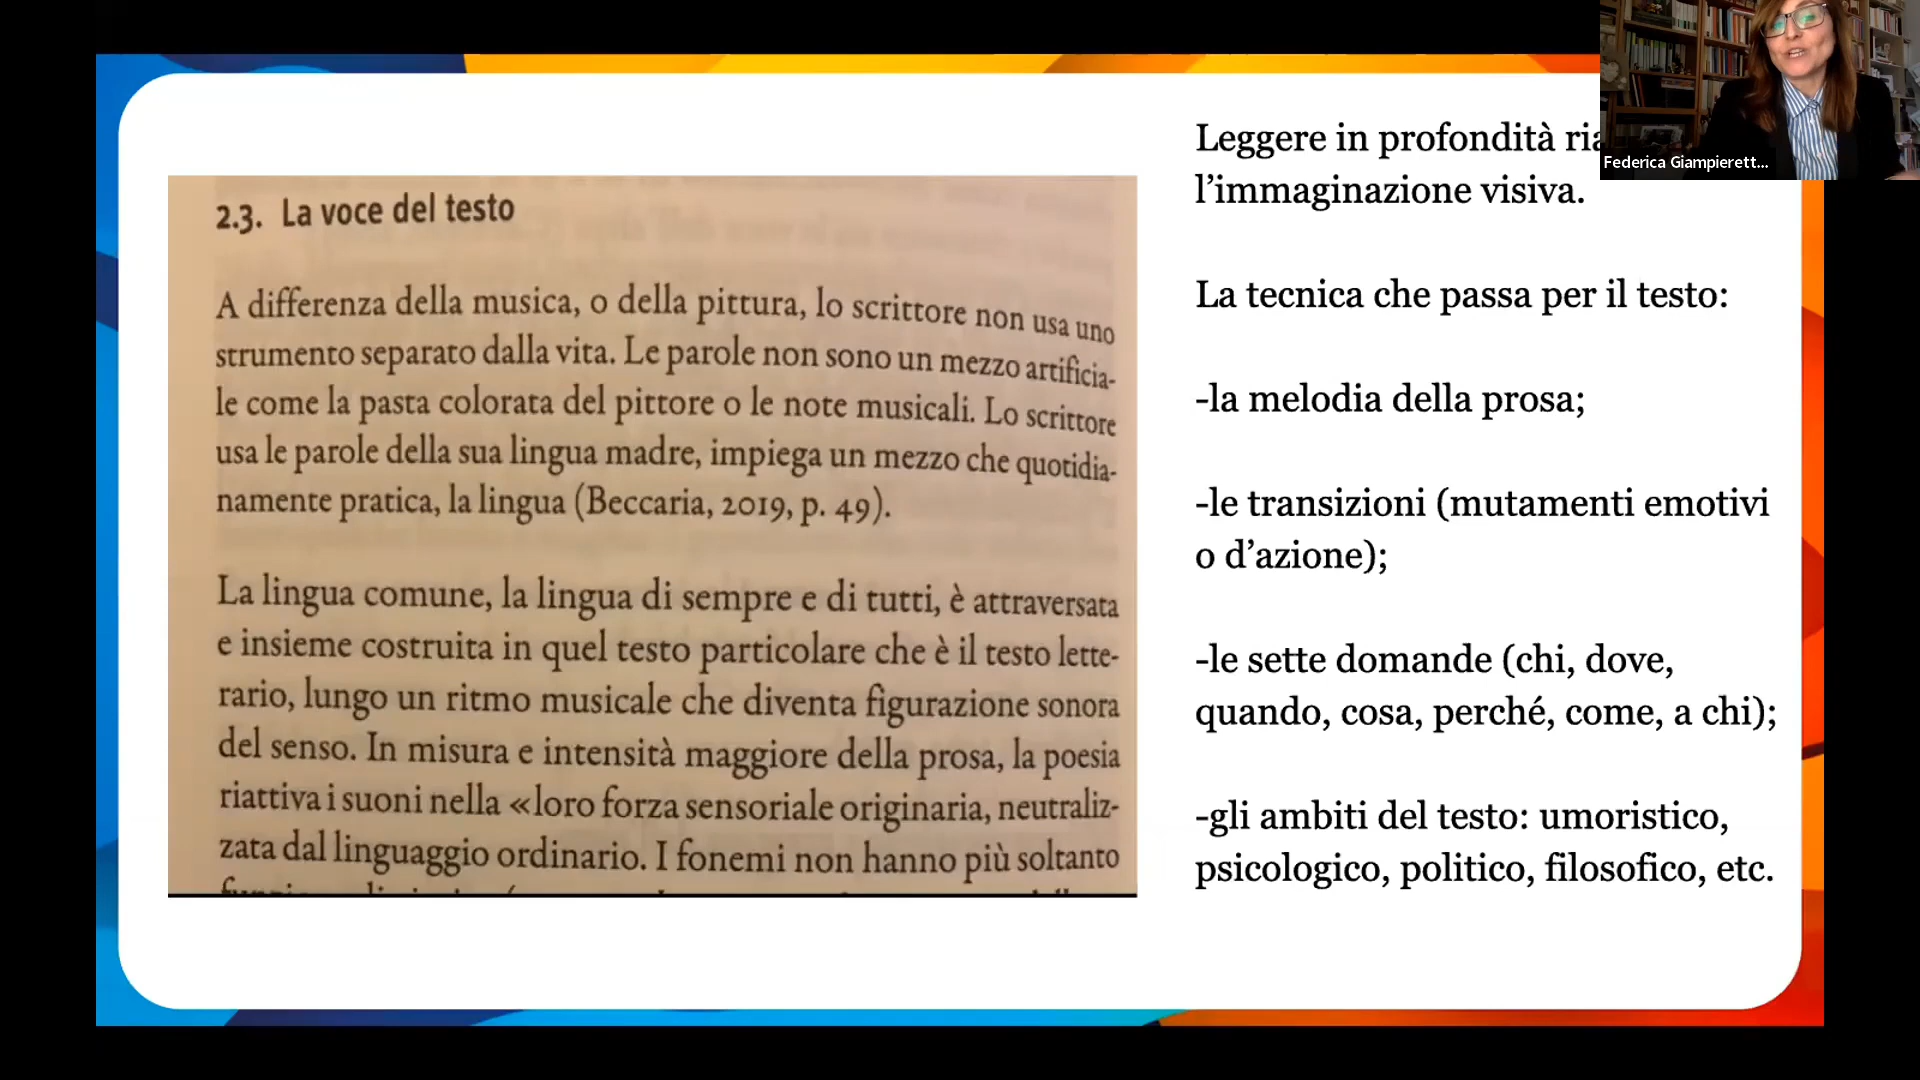 2.3. La voce del testo
A differenza della musica, o della pittura, lo scrittore non usa uno
strumento separato dalla vita. Le parole non sono un mezzo artificia-
le come la pasta colorata del pittore o le note musicali. Lo scrittore
usa le parole della sua lingua madre, impiega un mezzo che quotidia-
namente pratica, la lingua (Beccaria, 2019, p. 49).
La lingua comune, la lingua di sempre e di tutti, è attraversata
e insieme costruita in quel testo particolare che è il testo lette-
rario, lungo un ritmo musicale che diventa figurazione sonora
del senso. In misura e intensità maggiore della prosa, la poesia
riattiva i suoni nella «loro forza sensoriale originaria, neutraliz-
zata dal linguaggio ordinario. I fonemi non hanno più soltanto
Leggere in profondità
l’immaginazione visiva.
La tecnica che passa per il testo:
-la melodia della prosa;
-le transizioni (mutamenti emotivi
o d’azione);
-le sette domande (chi, dove,
quando, cosa, perché, come, a chi);
-gli ambiti del testo: umoristico,
psicologico, politico, filosofico, etc.
Federica Giampierett...